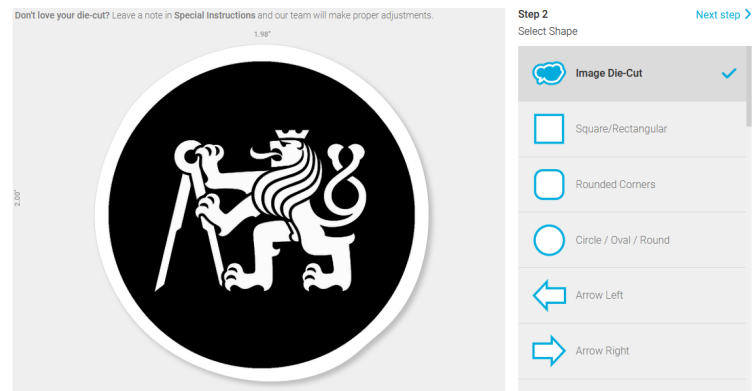 Don't love your die-cut? Leave a note in Special Instructions and our team will make proper adjustments.
1.98"
2.00"
Step 2
Next step
Select Shape
Image Die-Cut
Square/Rectangular
Rounded Corners
Circle / Oval / Round
Arrow Left
Arrow Right